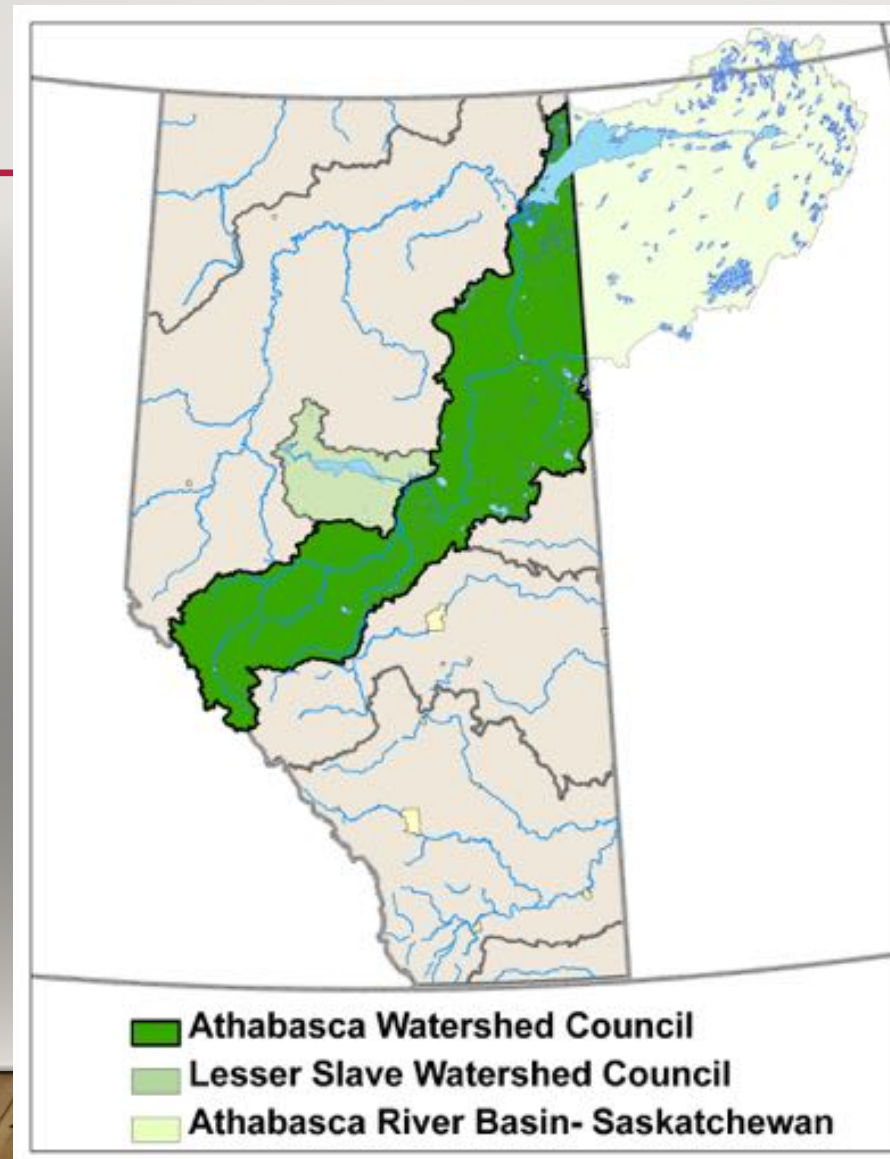 Athabasca Watershed Council
Lesser Slave Watershed Council
Athabasca River Basin- Saskatchewan